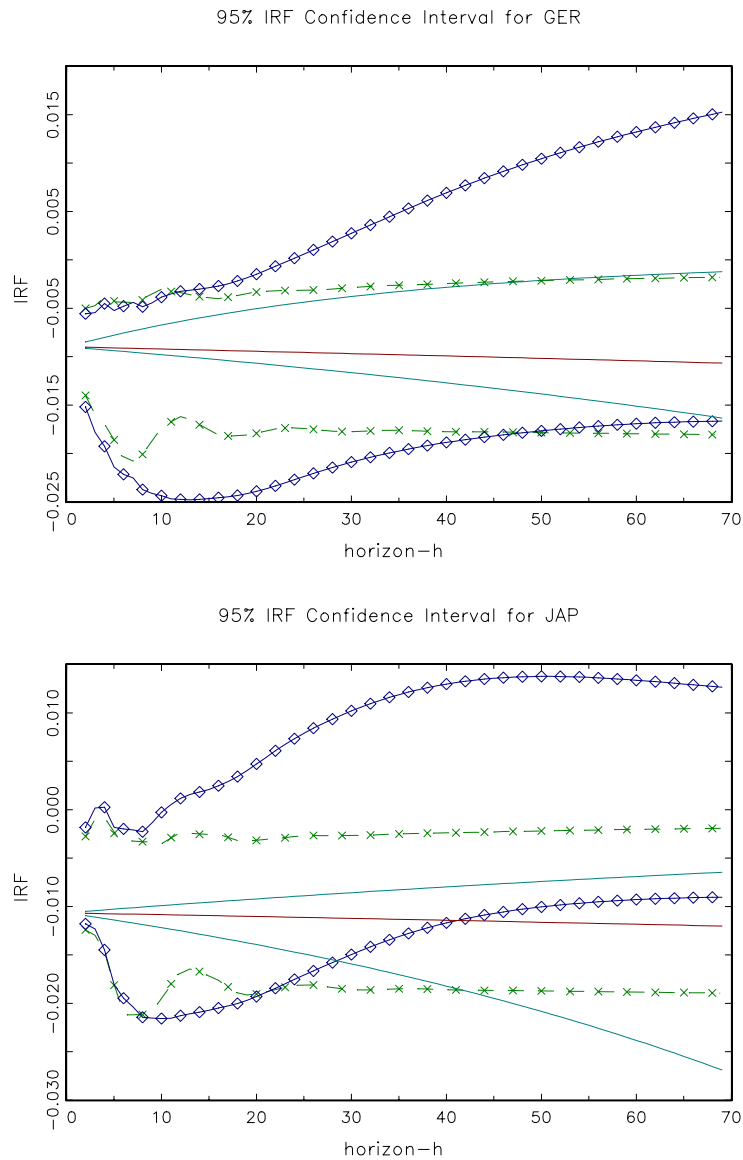 95% IRF Confidence Interval for GER
IRF
0.015
0.005
−0.005
−0.015
−0.025
0 10 20 30 40 50 60 70
horizon−h
95% IRF Confidence Interval for JAP
IRF
0.010
0.000
−0.010
−0.020
−0.030
0 10 20 30 40 50 60 70
horizon−h